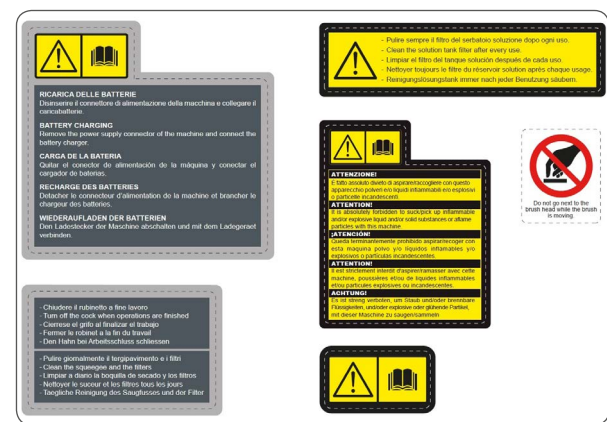 RICARICA DELLE BATTERIE
Disinserire il connettore di alimentazione della macchina e collegare il
caricabatterie.
BATTERY CHARGING
Remove the power supply connector of the machine and connect the
battery charger.
CARGA DE LA BATERIA
Quitar el conector de alimentación de la máquina y conectar el
cargador de baterias.
RECHARGE DES BATTERIES
Detacher le connecteur d'alimentation de la machine et brancher le
chargeur des batteries.
WIEDERAUFLADEN DER BATTERIEN
Den Ladestecker der Maschine abschalten und mit dem Ladegeraet
verbinden.
- Chiudere il rubinetto a fine lavoro
- Turn off the cock when operations are finished
- Cierrese el grifo al finalizar el trabajo
- Fermer le robinet a la fin du travail
- Den Hahn bei Arbeitsschluss schliessen
- Pulire giornalmente il tergipavimento e i filtri
- Clean the squeegee and the filters
- Limpiar a diario la boquilla de secado y los filtros
- Nettoyer le suceur et les filtres tous les jours
- Taegliche Reinigung des Saugfusses und der Filter
- Pulire sempre il filtro del serbatoio soluzione dopo ogni uso.
- Clean the solution tank filter after every use.
- Limpiar el filtro del tanque solución después de cada uso.
- Nettoyer toujours le filtre du réservoir solution après chaque usage.
- Reinigungslösungstank immer nach jeder Benutzung säubern.
ATTENZIONE!
E fatto assoluto divieto di aspirare/raccogliere con questo
apparecchio polveri e/o liquidi infiammabili e/o esplosivi
o particelle incandescenti.
ATTENTION!
It is absolutely forbidden to suck/pick up inflammable
and/or explosive liquid and/or solid substances or aflame
particles with this machine.
¡ATENCIÓN!
Queda terminantemente prohibido aspirar/recoger con
esta maquina polvo y/o líquidos inflamables y/o
explosivos o partículas incandescentes.
ATTENTION!
Il est strictement interdit d'aspirer/ramasser avec cette
machine, poussières et/ou de liquides inflammables
et/ou particles explosives ou incandescentes.
ACHTUNG!
Es ist streng verboten, um Staub und/oder brennbare
Flüssigkeiten, und/oder explosive oder glühende Partikel,
mit dieser Maschine zu saugen/sammeln
Do not go next to the
brush head while the brush
is moving.